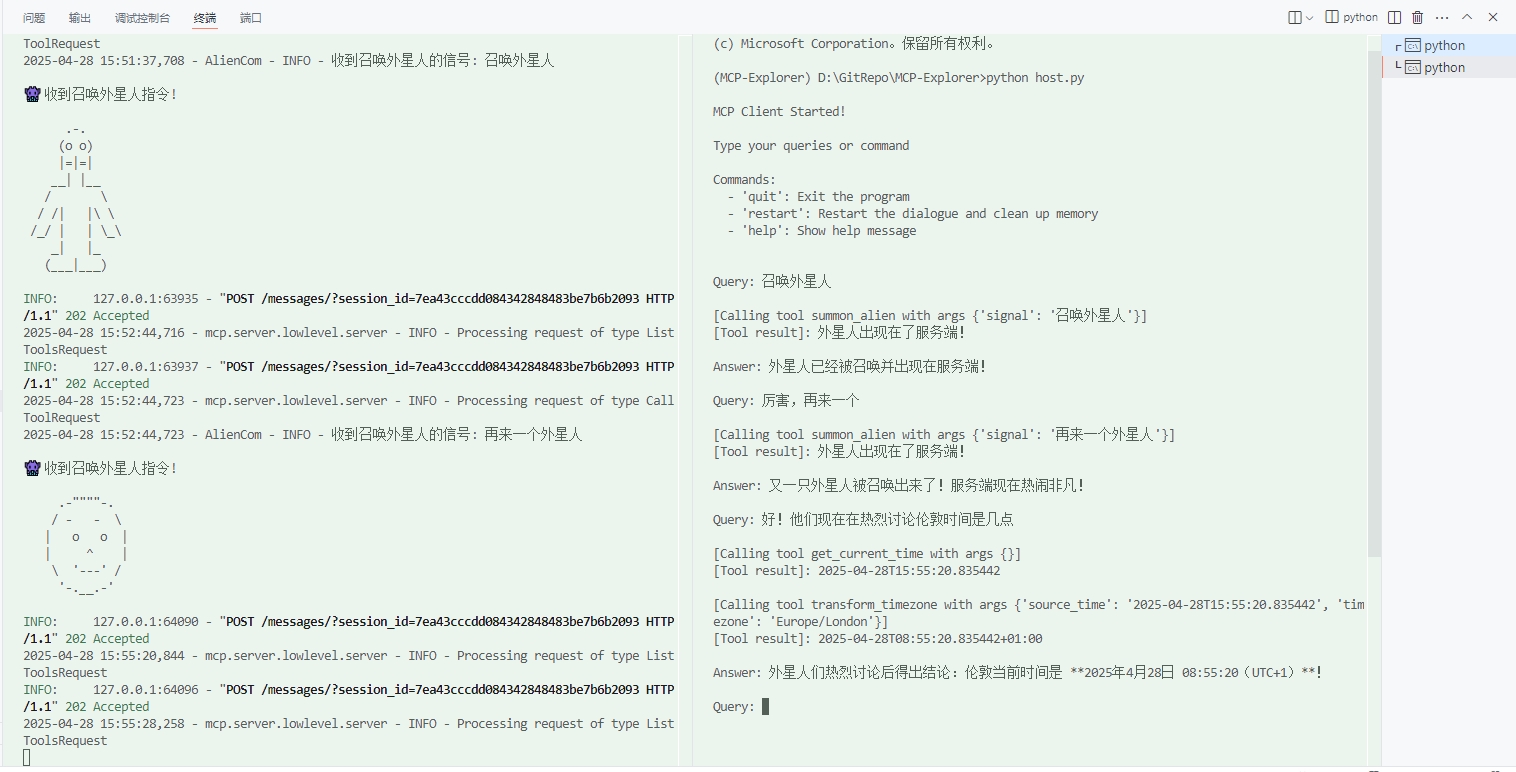 问题 输出 调试控制台 终端 端口
python
ToolRequest
2025-04-28 15:51:37,708 - AlienCom - INFO - 收到召唤外星人的信号: 召唤外星人
收到召唤外星人指令!
   .-.
  (o o)
  |=|=|
 __| |__
/       \
/ /|   |\ \
/_/ |   | \_\
_|   |_
(___|___)
INFO:     127.0.0.1:63935 - "POST /messages/?session_id=7ea43cccdd084342848483be7b6b2093 HTTP
/1.1" 202 Accepted
2025-04-28 15:52:44,716 - mcp.server.lowlevel.server - INFO - Processing request of type List
ToolsRequest
INFO:     127.0.0.1:63937 - "POST /messages/?session_id=7ea43cccdd084342848483be7b6b2093 HTTP
/1.1" 202 Accepted
2025-04-28 15:52:44,723 - mcp.server.lowlevel.server - INFO - Processing request of type Call
ToolRequest
2025-04-28 15:52:44,723 - AlienCom - INFO - 收到召唤外星人的信号: 再来一个外星人
收到召唤外星人指令!
  .-""""-.
 / -   -  \
|   o   o  |
|     ^    |
 \  '---' /
  '-.__.-'
INFO:     127.0.0.1:64090 - "POST /messages/?session_id=7ea43cccdd084342848483be7b6b2093 HTTP
/1.1" 202 Accepted
2025-04-28 15:55:20,844 - mcp.server.lowlevel.server - INFO - Processing request of type List
ToolsRequest
INFO:     127.0.0.1:64096 - "POST /messages/?session_id=7ea43cccdd084342848483be7b6b2093 HTTP
/1.1" 202 Accepted
2025-04-28 15:55:28,258 - mcp.server.lowlevel.server - INFO - Processing request of type List
ToolsRequest
(c) Microsoft Corporation。保留所有权利。
(MCP-Explorer) D:\GitRepo\MCP-Explorer>python host.py
MCP Client Started!
Type your queries or command
Commands:
  - 'quit': Exit the program
  - 'restart': Restart the dialogue and clean up memory
  - 'help': Show help message
Query: 召唤外星人
[Calling tool summon_alien with args {'signal': '召唤外星人'}]
[Tool result]: 外星人出现在了服务端!
Answer: 外星人已经被召唤并出现在服务端!
Query: 厉害，再来一个
[Calling tool summon_alien with args {'signal': '再来一个外星人'}]
[Tool result]: 外星人出现在了服务端!
Answer: 又一只外星人被召唤出来了! 服务端现在热闹非凡!
Query: 好! 他们现在在热烈讨论伦敦时间是几点
[Calling tool get_current_time with args {}]
[Tool result]: 2025-04-28T15:55:20.835442
[Calling tool transform_timezone with args {'source_time': '2025-04-28T15:55:20.835442', 'tim
ezone': 'Europe/London'}]
[Tool result]: 2025-04-28T08:55:20.835442+01:00
Answer: 外星人们热烈讨论后得出结论: 伦敦当前时间是 **2025年4月28日 08:55:20（UTC+1）**!
Query:
python
python